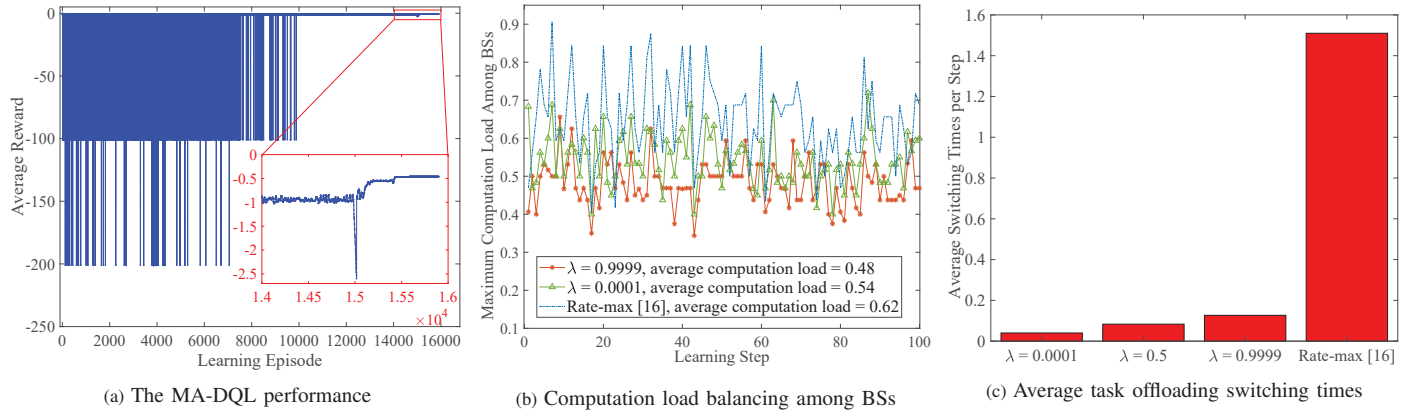 0
-50
-100
-150
-200
-250
Average Reward
0 2000 4000 6000 8000 10000 12000 14000 16000
Learning Episode
0
-0.5
-1
-1.5
-2
-2.5
1.4 1.45 1.5 1.55 1.6
×10⁴
(a) The MA-DQL performance
0.9
0.8
0.7
0.6
0.5
0.4
0.3
0.2
0.1
Maximum Computation Load Among BSs
λ = 0.9999, average computation load = 0.48
λ = 0.0001, average computation load = 0.54
Rate-max [16], average computation load = 0.62
0 20 40 60 80 100
Learning Step
(b) Computation load balancing among BSs
1.6
1.4
1.2
1
0.8
0.6
0.4
0.2
0
Average Switching Times per Step
λ = 0.0001 λ = 0.5 λ = 0.9999 Rate-max [16]
(c) Average task offloading switching times